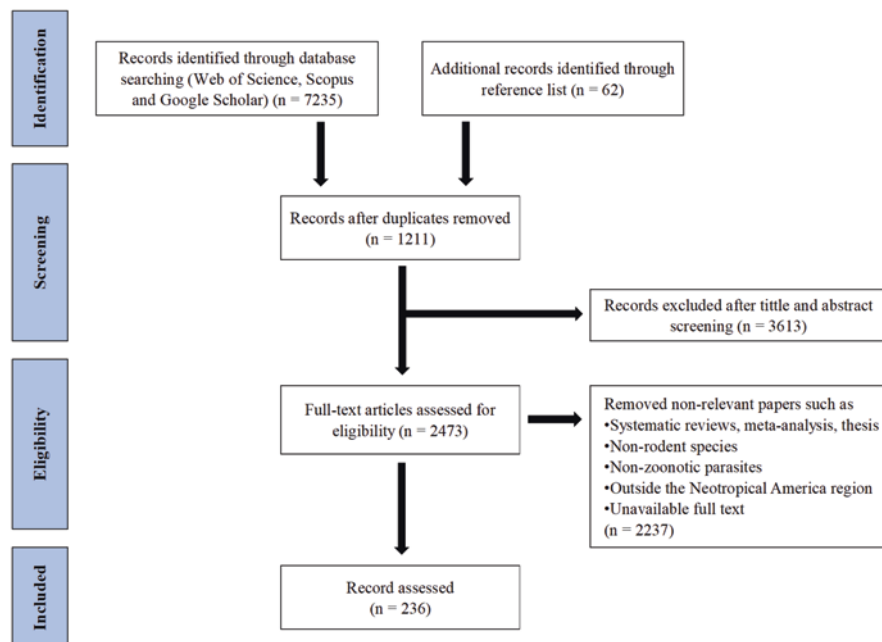 Identification
Records identified through database
searching (Web of Science, Scopus
and Google Scholar) (n = 7235)
Additional records identified through
reference list (n = 62)
Screening
Records after duplicates removed
(n = 1211)
Records excluded after tittle and abstract
screening (n = 3613)
Eligibility
Full-text articles assessed for
eligibility (n = 2473)
Removed non-relevant papers such as
•Systematic reviews, meta-analysis, thesis
•Non-rodent species
•Non-zoonotic parasites
•Outside the Neotropical America region
•Unavailable full text
(n = 2237)
Included
Record assessed
(n = 236)